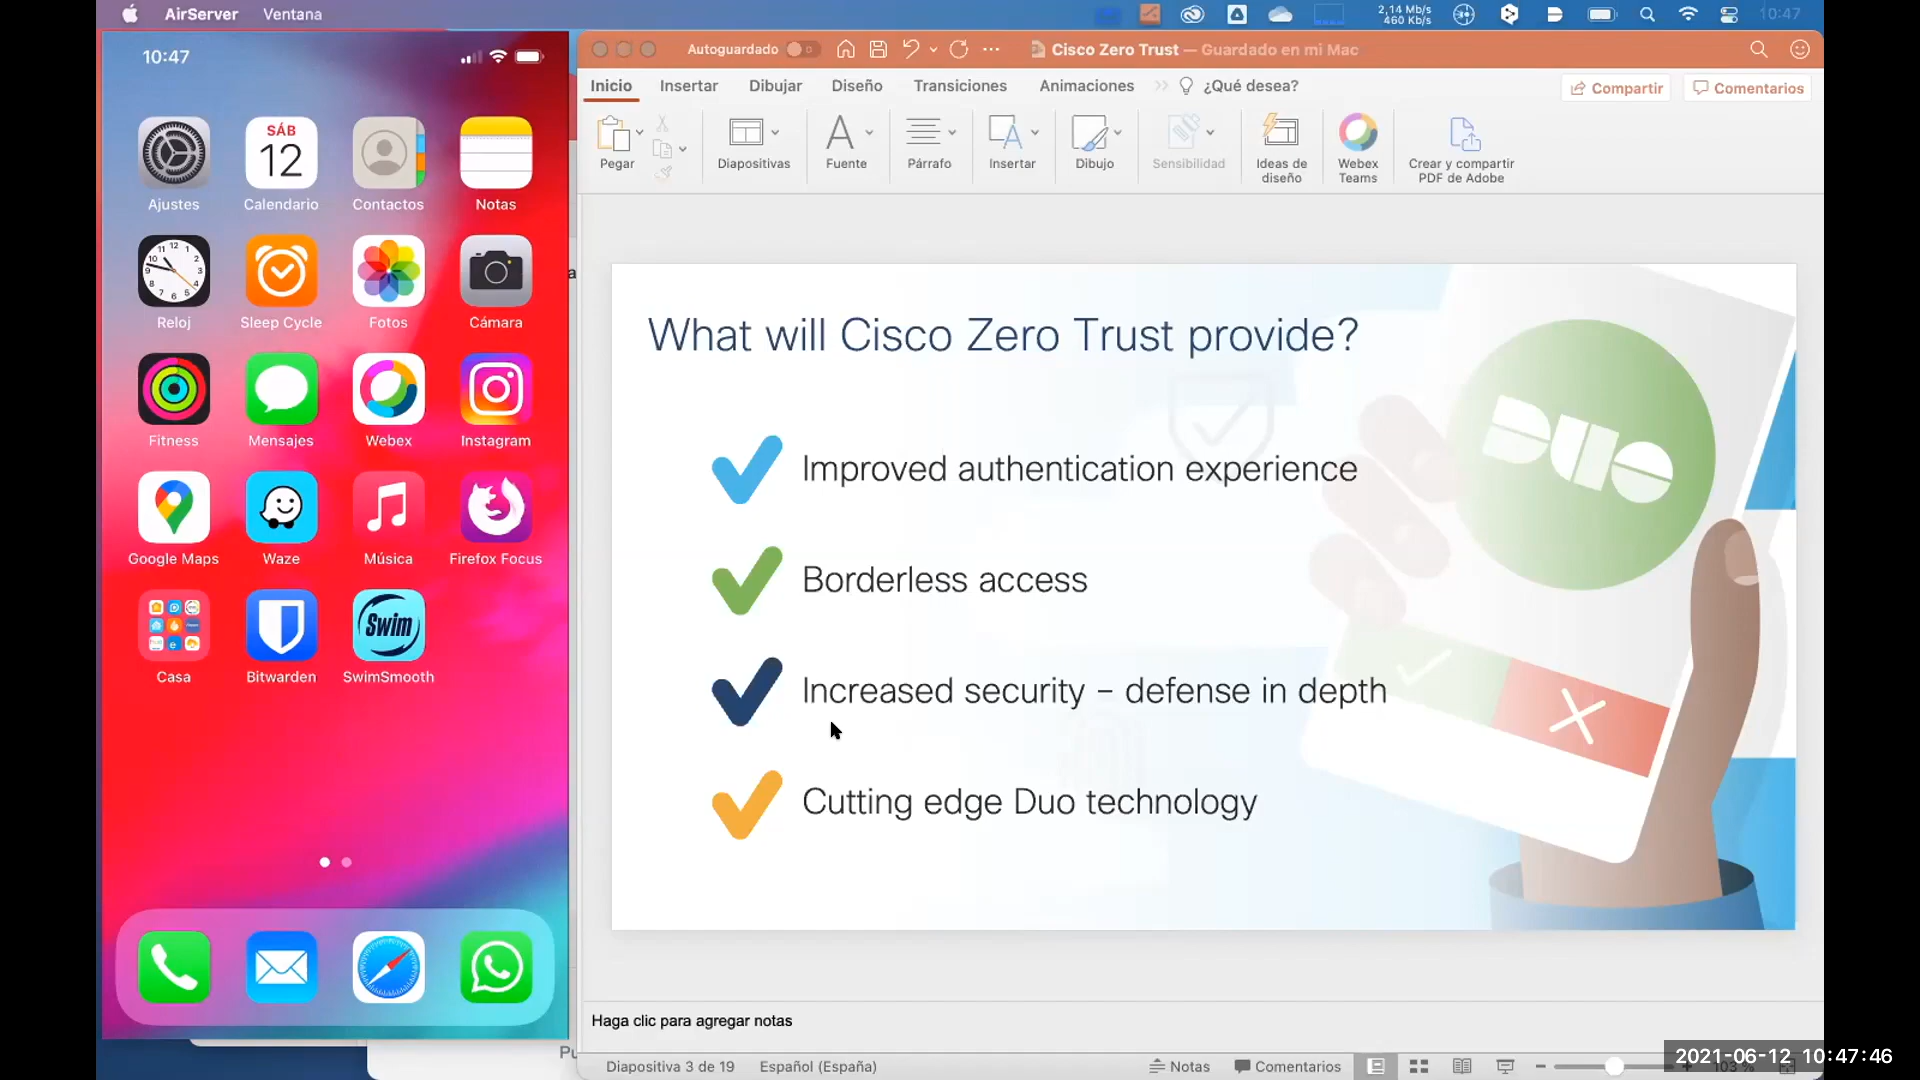 AirServer Ventana
2,14 Mb/s
460 Kb/s
10:47
10:47
SÁB
12
Ajustes Calendario Contactos Notas
Reloj Sleep Cycle Fotos Cámara
Fitness Mensajes Webex Instagram
Google Maps Waze Música Firefox Focus
Swim
Casa Bitwarden SwimSmooth
Autoguardado
Cisco Zero Trust — Guardado en mi Mac
Inicio Insertar Dibujar Diseño Transiciones Animaciones ¿Qué desea?
Compartir Comentarios
Pegar Diapositivas Fuente Párrafo Insertar Dibujo Sensibilidad
Ideas de diseño
Webex Teams
Crear y compartir PDF de Adobe
What will Cisco Zero Trust provide?
DUO
Improved authentication experience
Borderless access
Increased security – defense in depth
Cutting edge Duo technology
Haga clic para agregar notas
Diapositiva 3 de 19 Español (España) Notas Comentarios
103 %
2021-06-12 10:47:46